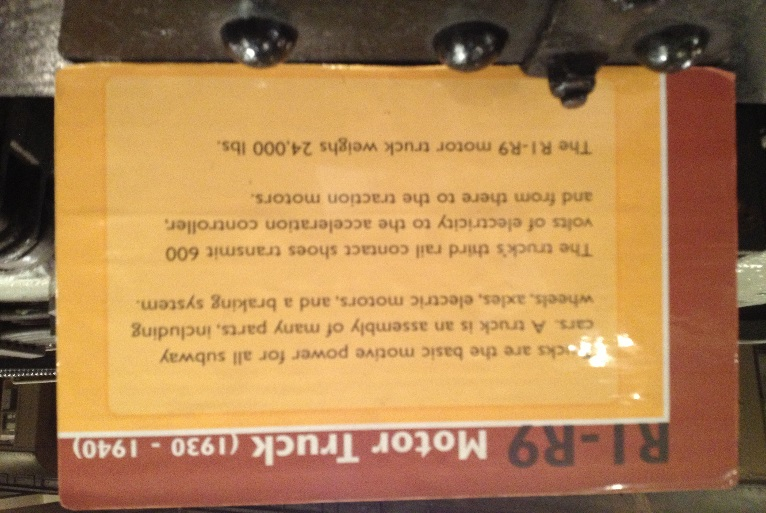 R1-R9 Motor Truck (1930 - 1940)
Trucks are the basic motive power for all subway
cars. A truck is an assembly of many parts, including
wheels, axles, electric motors, and a braking system.
The truck's third rail contact shoes transmit 600
volts of electricity to the acceleration controller,
and from there to the traction motors.
The R1-R9 motor truck weighs 24,000 lbs.